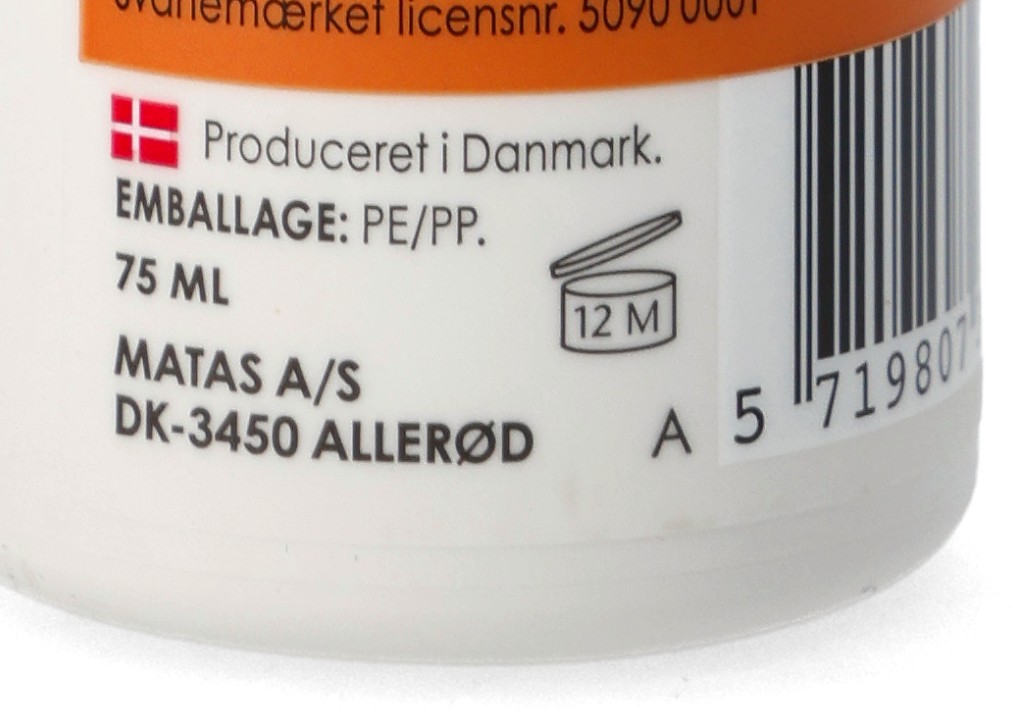 Svanemærket licensnr. 5090 0001
Produceret i Danmark.
EMBALLAGE: PE/PP.
75 ML
12 M
MATAS A/S
DK-3450 ALLERØD
A
5 719807